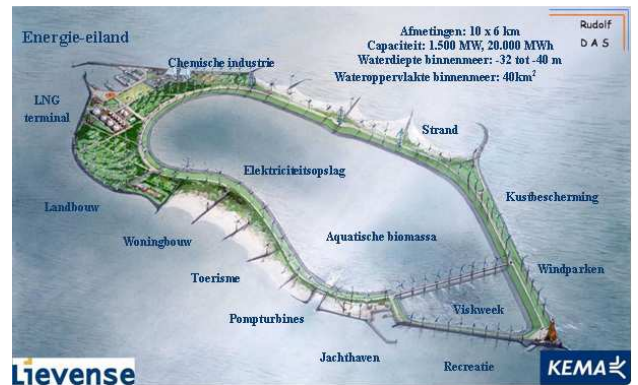 Energie-eiland
Afmetingen: 10 x 6 km
Capaciteit: 1.500 MW, 20.000 MWh
Waterdiepte binnenmeer: -32 tot -40 m
Wateroppervlakte binnenmeer: 40km²
Rudolf
DAS
Chemische industrie
LNG
terminal
Strand
Elektriciteitsopslag
Kustbescherming
Landbouw
Woningbouw
Aquatische biomassa
Toerisme
Windparken
Pompturbines
Viskweek
Jachthaven
Recreatie
Lievense
KEMA